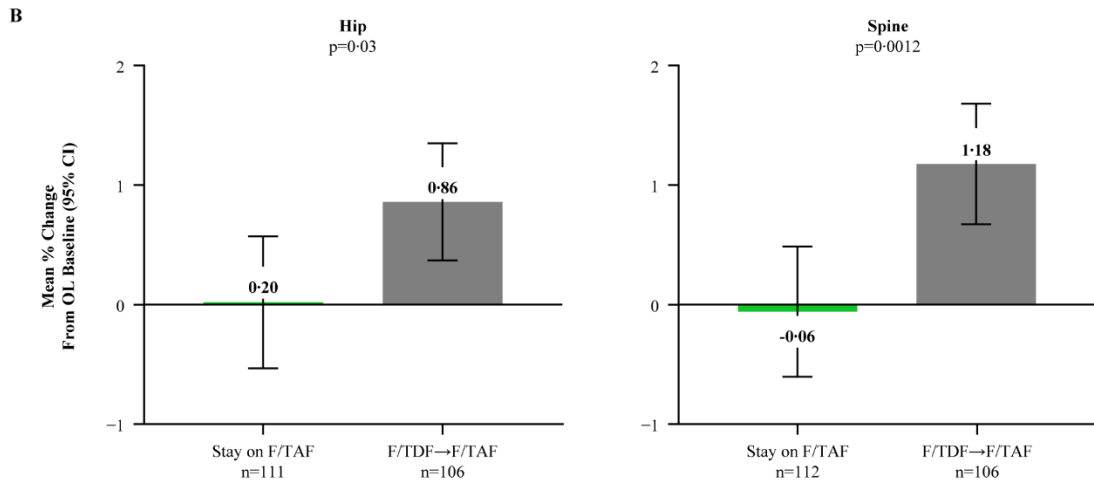 B
Hip
p=0·03
Mean % Change
From OL Baseline (95% CI)
2
1
0
−1
0·20
0·86
Stay on F/TAF
n=111
F/TDF→F/TAF
n=106
Spine
p=0·0012
2
1
0
−1
-0·06
1·18
Stay on F/TAF
n=112
F/TDF→F/TAF
n=106